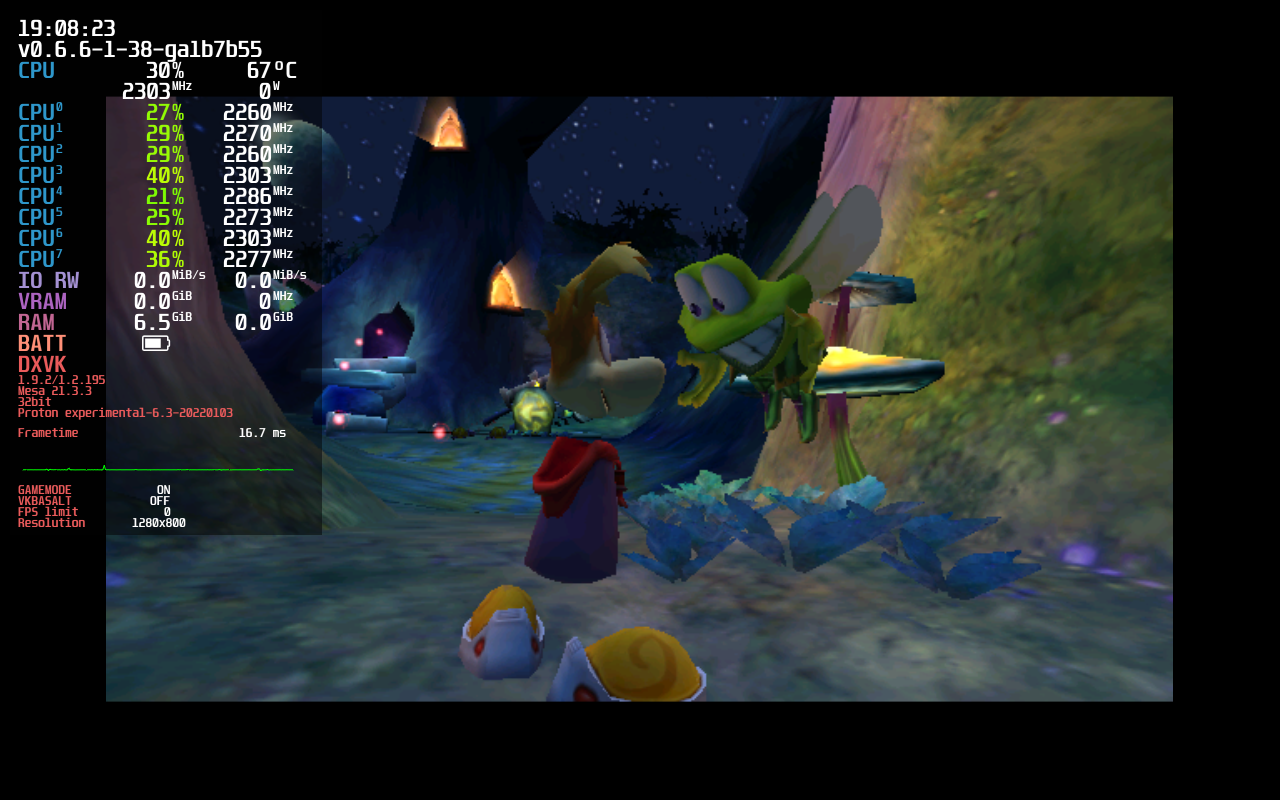 19:08:23
v0.6.6-1-38-ga1b7b55
CPU 30% 67°C
2303MHz 0W
CPU0 27% 2260MHz
CPU1 29% 2270MHz
CPU2 29% 2260MHz
CPU3 40% 2303MHz
CPU4 21% 2286MHz
CPU5 25% 2273MHz
CPU6 40% 2303MHz
CPU7 36% 2277MHz
IO RW 0.0MiB/s 0.0MiB/s
VRAM 0.0GiB 0MHz
RAM 6.5GiB 0.0GiB
BATT
DXVK
1.9.2/1.2.195
Mesa 21.3.3
32bit
Proton experimental-6.3-20220103
Frametime 16.7 ms
GAMEMODE ON
VKBASALT OFF
FPS limit 0
Resolution 1280x800